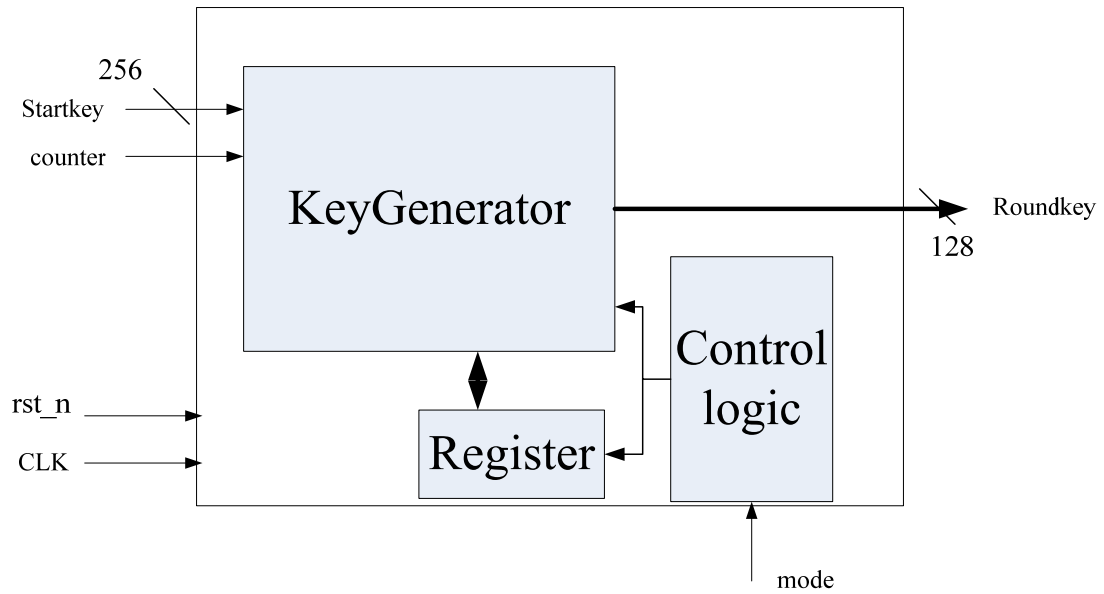 256
Startkey
counter
KeyGenerator
Roundkey
128
Control
logic
rst_n
CLK
Register
mode